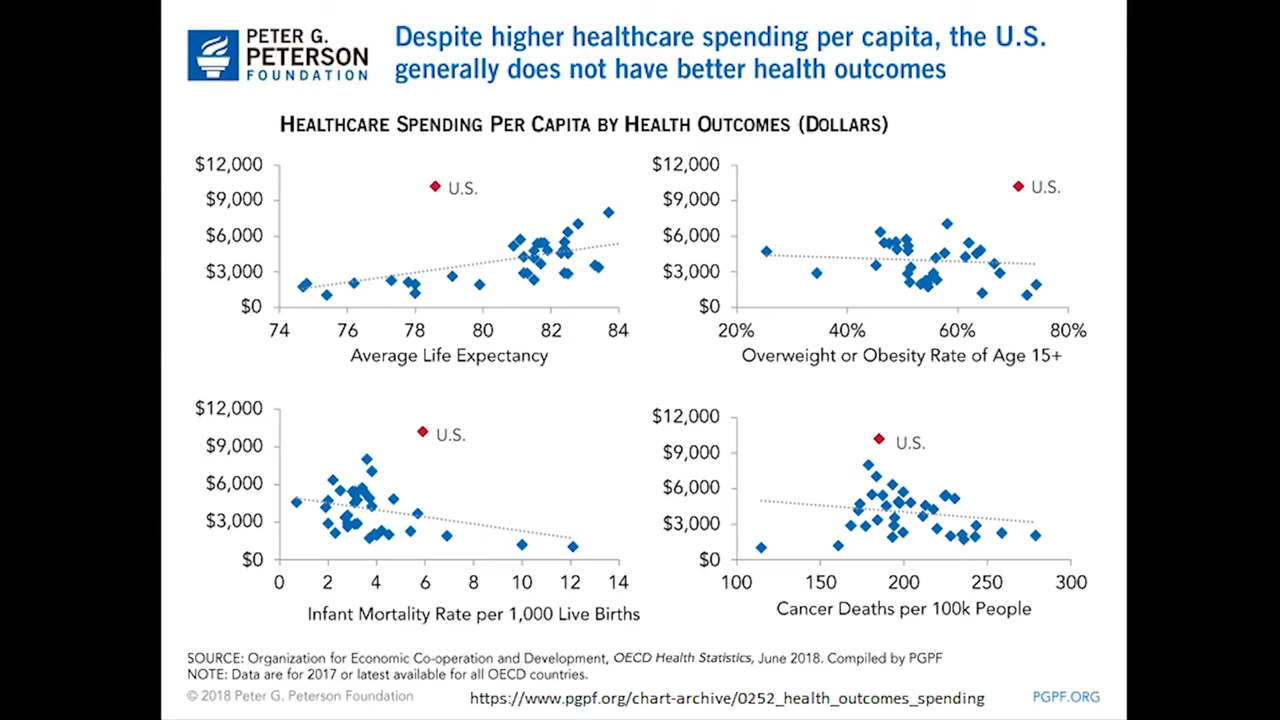 PETER G.
PETERSON
FOUNDATION
Despite higher healthcare spending per capita, the U.S.
generally does not have better health outcomes
HEALTHCARE SPENDING PER CAPITA BY HEALTH OUTCOMES (DOLLARS)
$12,000
$9,000
$6,000
$3,000
$0
U.S.
74 76 78 80 82 84
Average Life Expectancy
$12,000
$9,000
$6,000
$3,000
$0
U.S.
20% 40% 60% 80%
Overweight or Obesity Rate of Age 15+
$12,000
$9,000
$6,000
$3,000
$0
U.S.
0 2 4 6 8 10 12 14
Infant Mortality Rate per 1,000 Live Births
$12,000
$9,000
$6,000
$3,000
$0
U.S.
100 150 200 250 300
Cancer Deaths per 100k People
SOURCE: Organization for Economic Co-operation and Development, OECD Health Statistics, June 2018. Compiled by PGPF
NOTE: Data are for 2017 or latest available for all OECD countries.
© 2018 Peter G. Peterson Foundation
https://www.pgpf.org/chart-archive/0252_health_outcomes_spending
PGPF.ORG